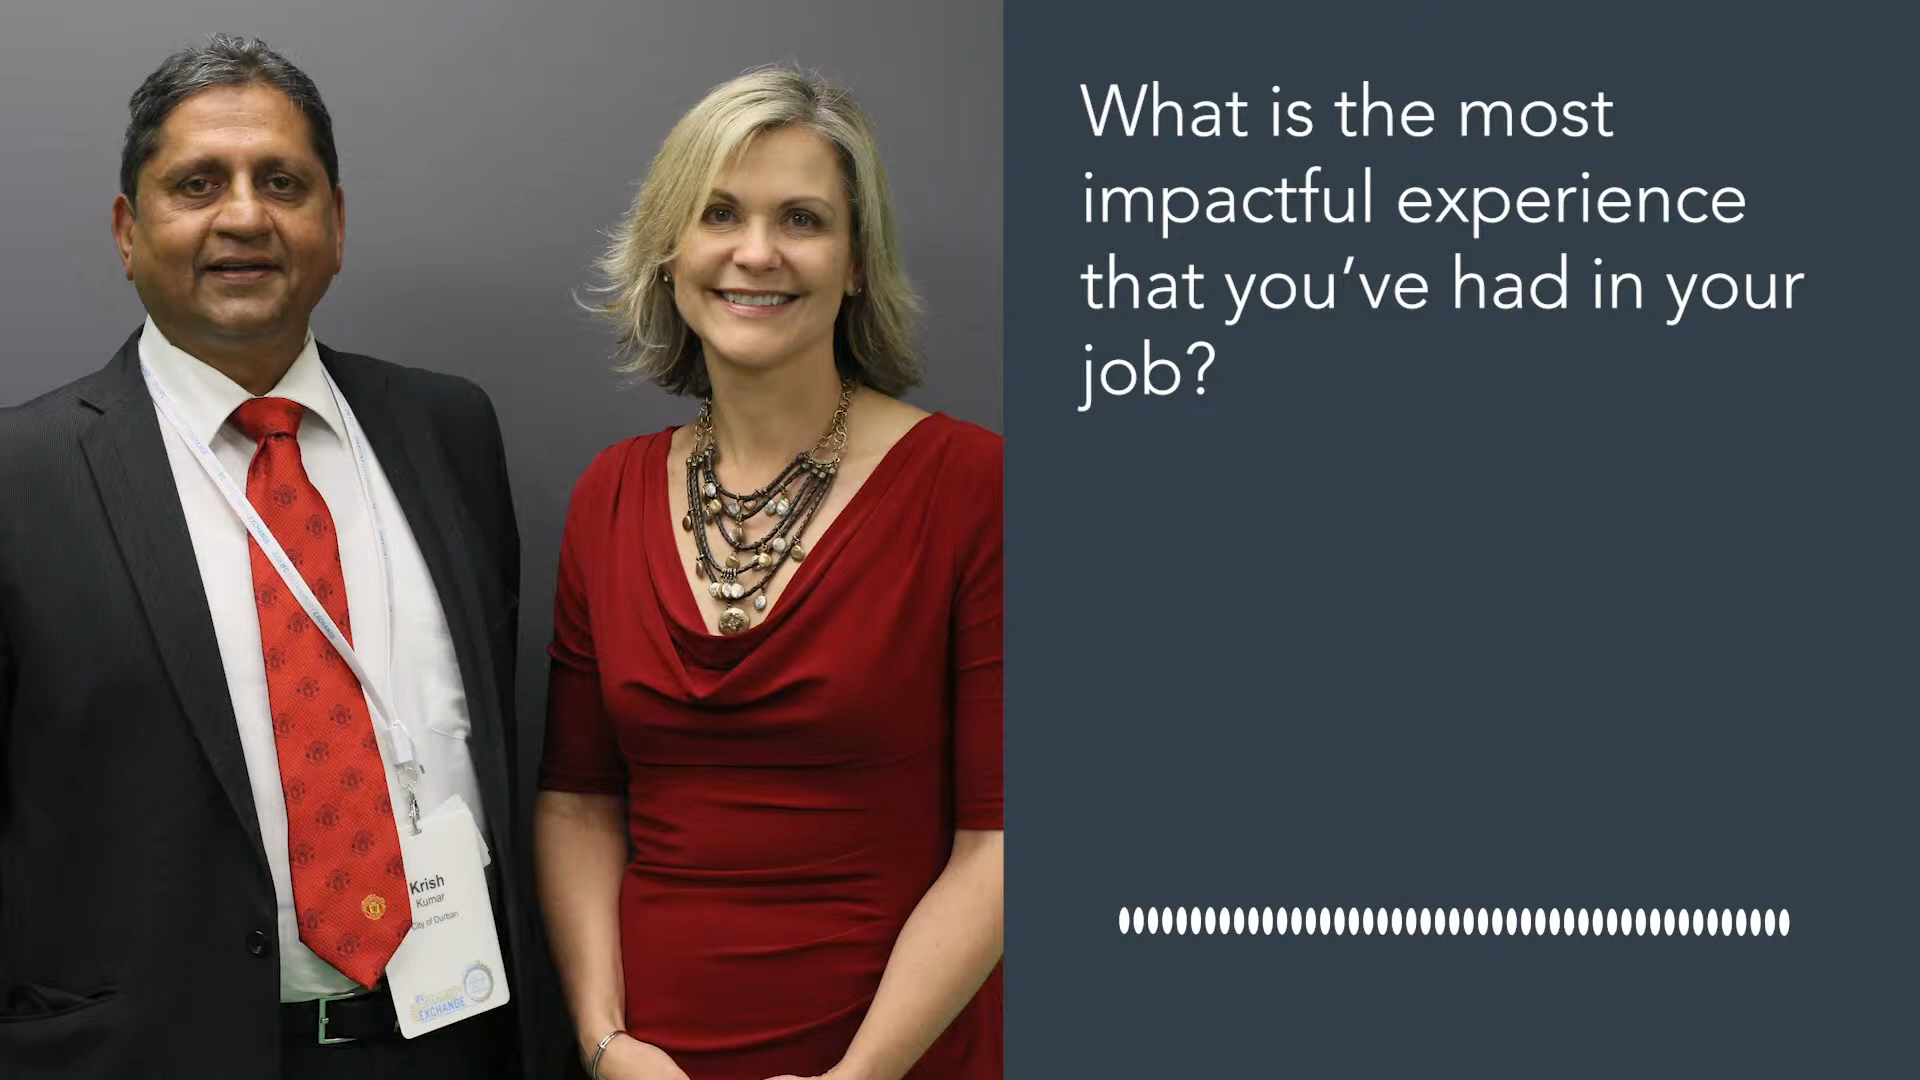 What is the most
impactful experience
that you've had in your
job?
Krish
Kumar
City of Durban
EXCHANGE